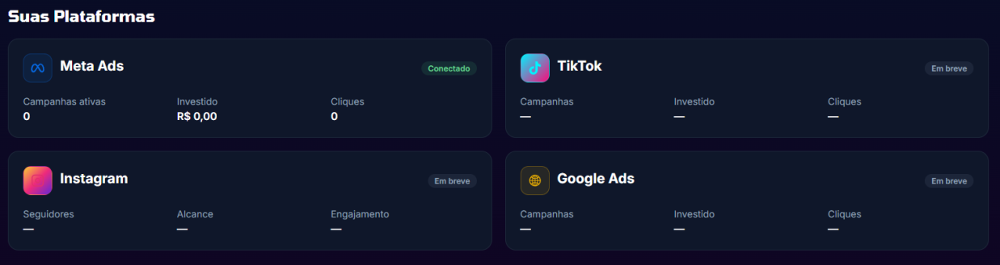 Suas Plataformas
Meta Ads
Conectado
Campanhas ativas Investido Cliques
0 R$ 0,00 0
TikTok
Em breve
Campanhas Investido Cliques
— — —
Instagram
Em breve
Seguidores Alcance Engajamento
— — —
Google Ads
Em breve
Campanhas Investido Cliques
— — —